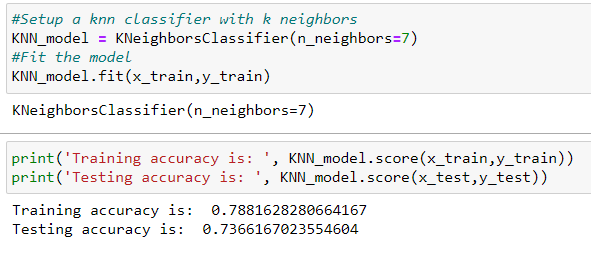 #Setup a knn classifier with k neighbors
KNN_model = KNeighborsClassifier(n_neighbors=7)
#Fit the model
KNN_model.fit(x_train,y_train)
KNeighborsClassifier(n_neighbors=7)
print('Training accuracy is: ', KNN_model.score(x_train,y_train))
print('Testing accuracy is: ', KNN_model.score(x_test,y_test))
Training accuracy is:  0.7881628280664167
Testing accuracy is:  0.7366167023554604